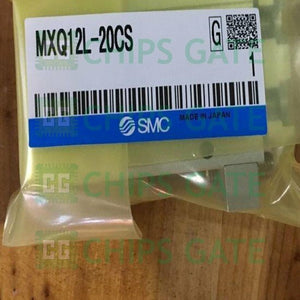 MXQ12L-20CS
G
1
SMC
MADE IN JAPAN
CG CHIPS GATE
CG CHIPS GATE
CG CHIPS GATE